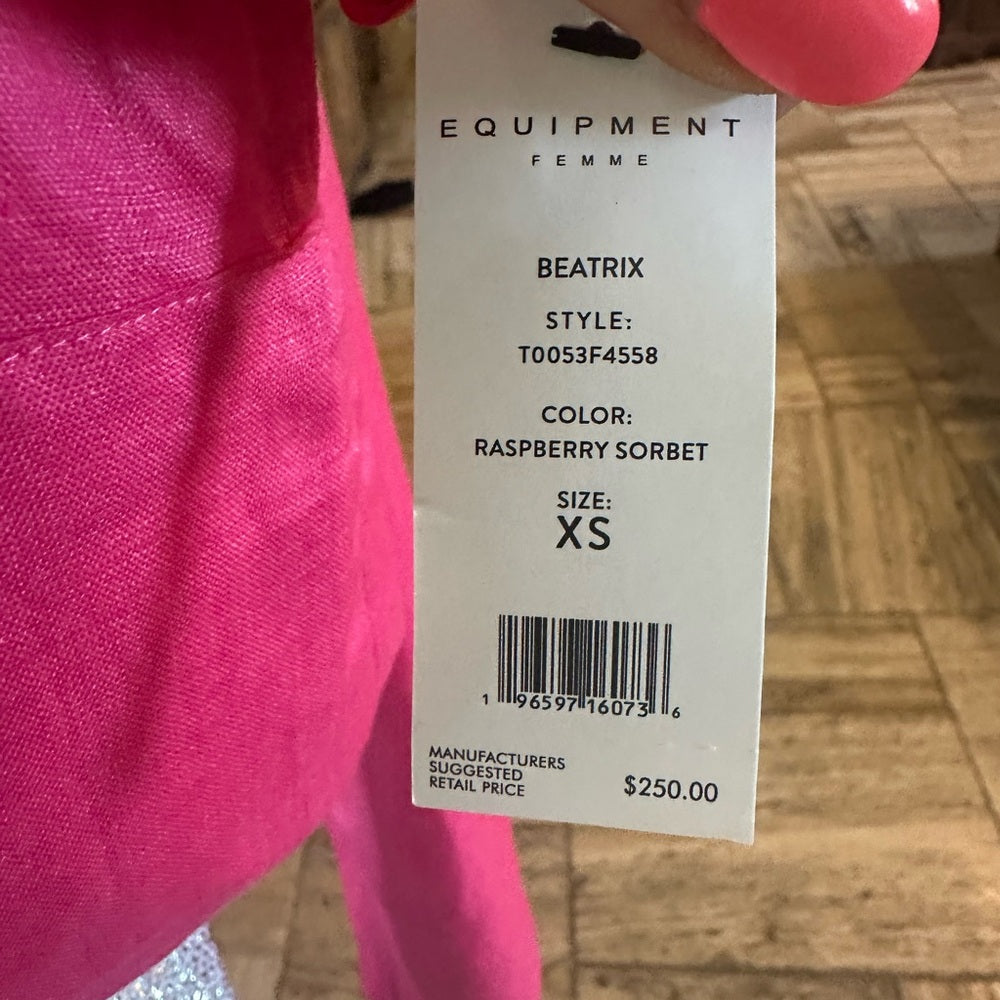 EQUIPMENT
FEMME
BEATRIX
STYLE:
T0053F4558
COLOR:
RASPBERRY SORBET
SIZE:
XS
1 96597 16073 6
MANUFACTURERS
SUGGESTED
RETAIL PRICE
$250.00